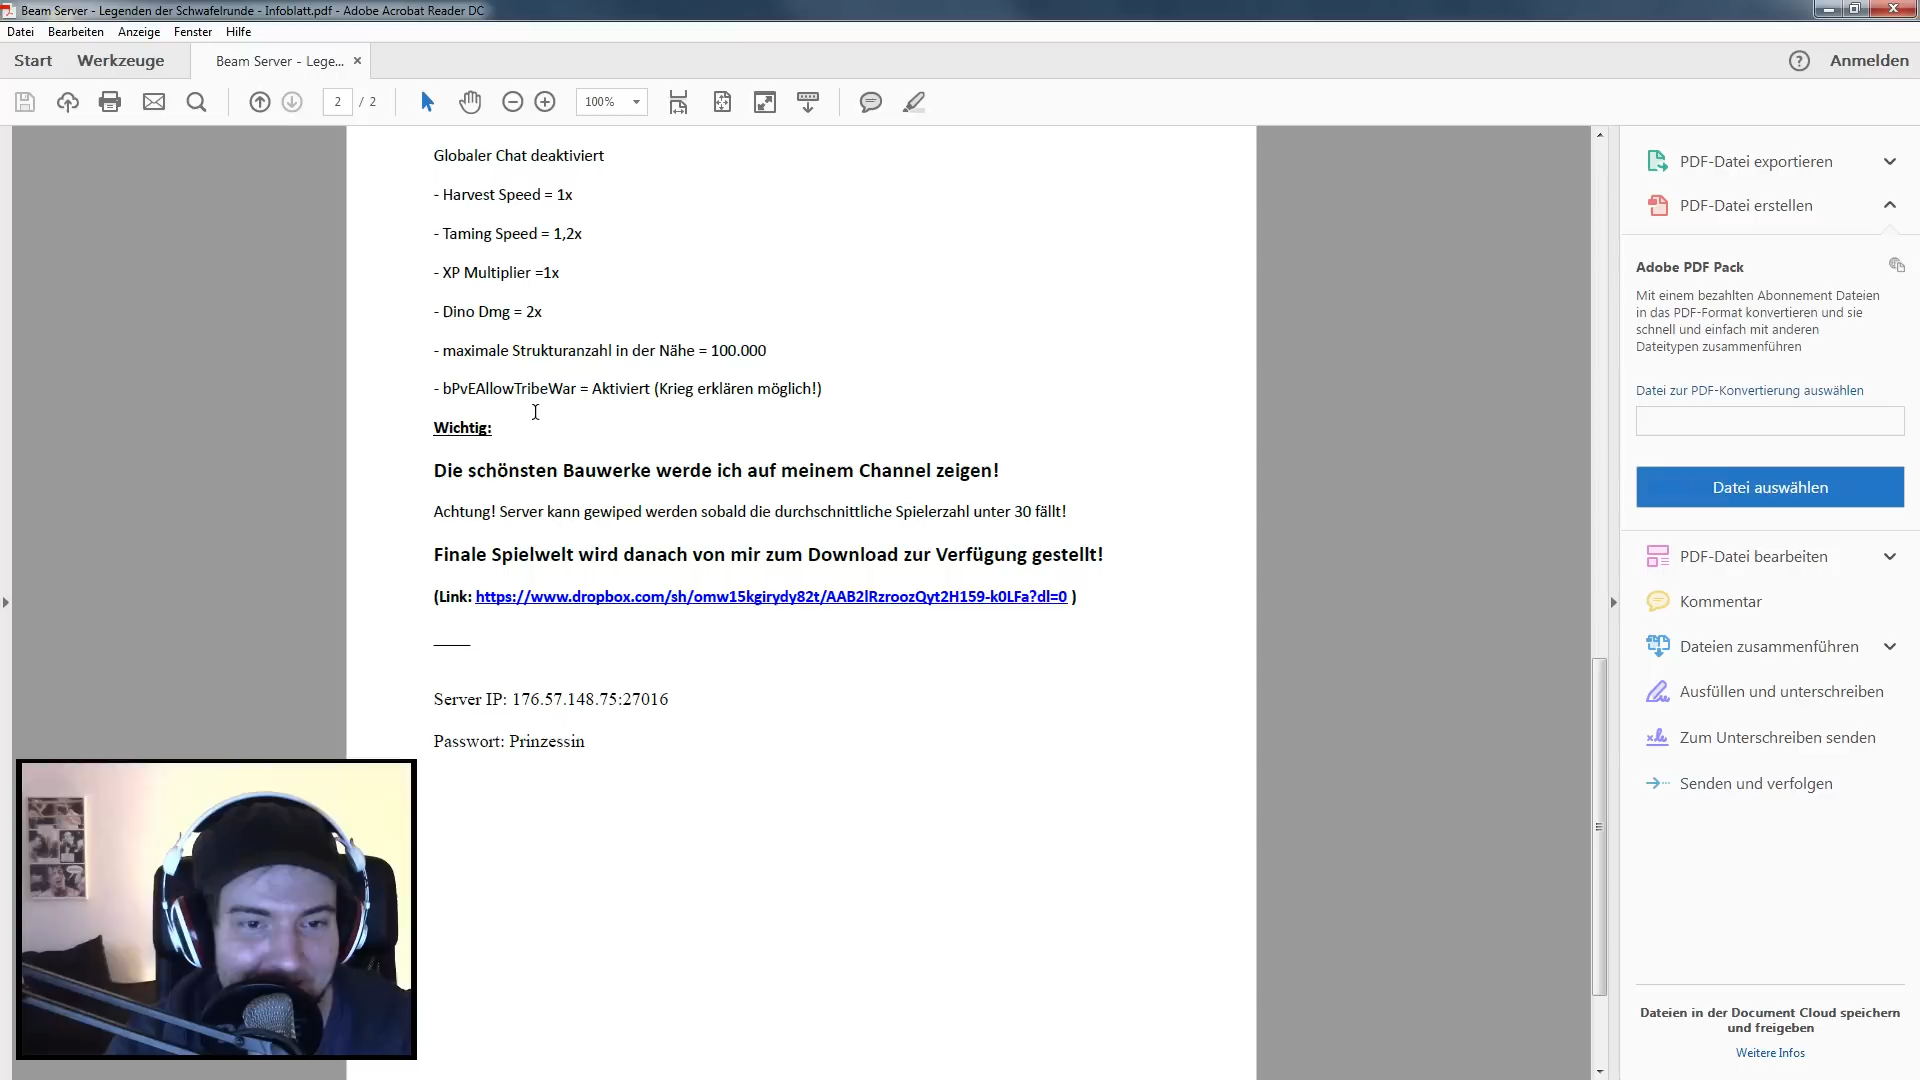 Beam Server - Legenden der Schwafelrunde - Infoblatt.pdf - Adobe Acrobat Reader DC
Datei Bearbeiten Anzeige Fenster Hilfe
Start Werkzeuge Beam Server - Lege... × ? Anmelden
2 / 2 100%
Globaler Chat deaktiviert
- Harvest Speed = 1x
- Taming Speed = 1,2x
- XP Multiplier =1x
- Dino Dmg = 2x
- maximale Strukturanzahl in der Nähe = 100.000
- bPvEAllowTribeWar = Aktiviert (Krieg erklären möglich!)
Wichtig:
Die schönsten Bauwerke werde ich auf meinem Channel zeigen!
Achtung! Server kann gewiped werden sobald die durchschnittliche Spielerzahl unter 30 fällt!
Finale Spielwelt wird danach von mir zum Download zur Verfügung gestellt!
(Link: https://www.dropbox.com/sh/omw15kgirydy82t/AAB2lRzroozQyt2H159-k0LFa?dl=0 )
Server IP: 176.57.148.75:27016
Passwort: Prinzessin
PDF-Datei exportieren
PDF-Datei erstellen
Adobe PDF Pack
Mit einem bezahlten Abonnement Dateien
in das PDF-Format konvertieren und sie
schnell und einfach mit anderen
Dateitypen zusammenführen
Datei zur PDF-Konvertierung auswählen
Datei auswählen
PDF-Datei bearbeiten
Kommentar
Dateien zusammenführen
Ausfüllen und unterschreiben
Zum Unterschreiben senden
Senden und verfolgen
Dateien in der Document Cloud speichern
und freigeben
Weitere Infos